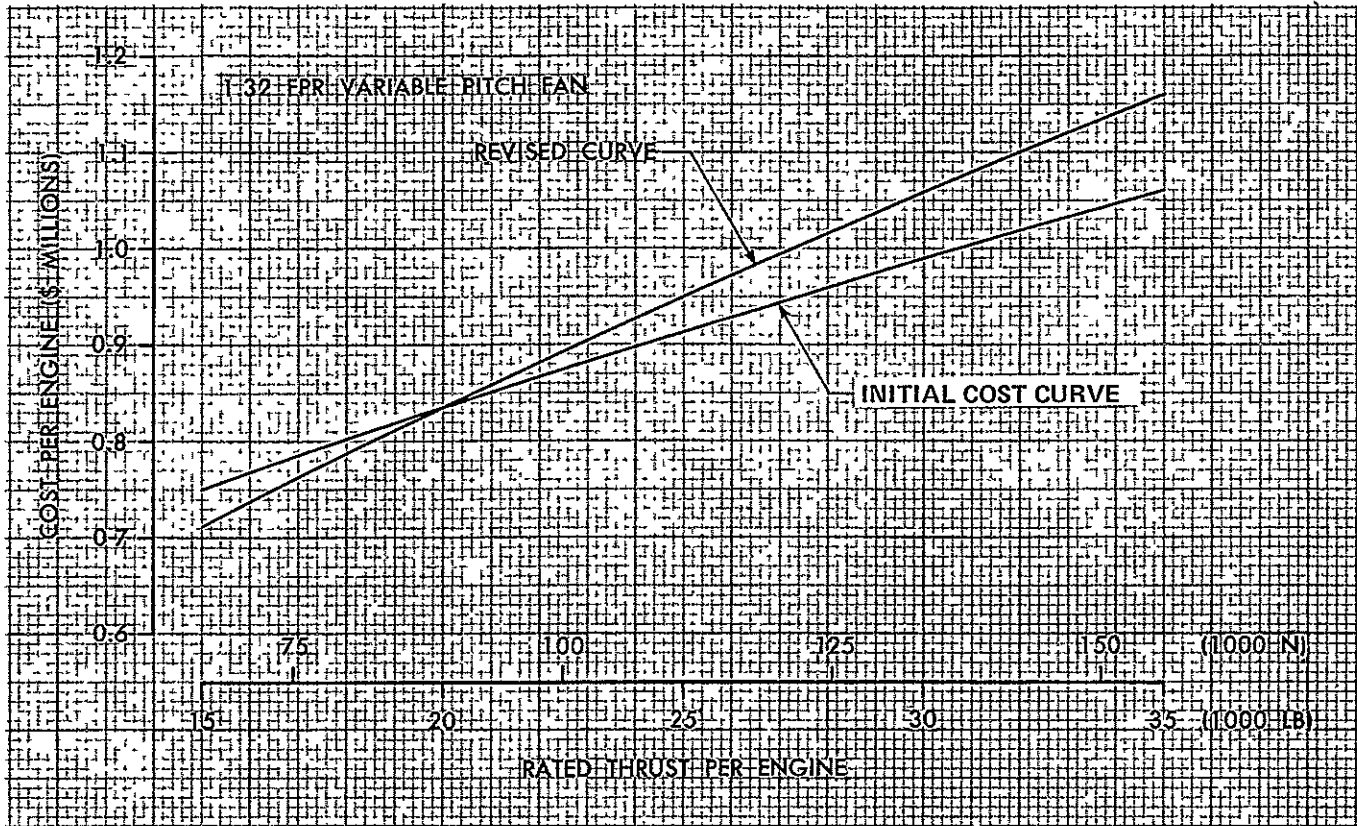 1.2
1.32 FPR VARIABLE PITCH FAN
REVISED CURVE
1.1
COST PER ENGINE ($ MILLIONS)
1.0
0.9
INITIAL COST CURVE
0.8
0.7
0.6
75 100 125 150 (1000 N)
15 20 25 30 35 (1000 LB)
RATED THRUST PER ENGINE